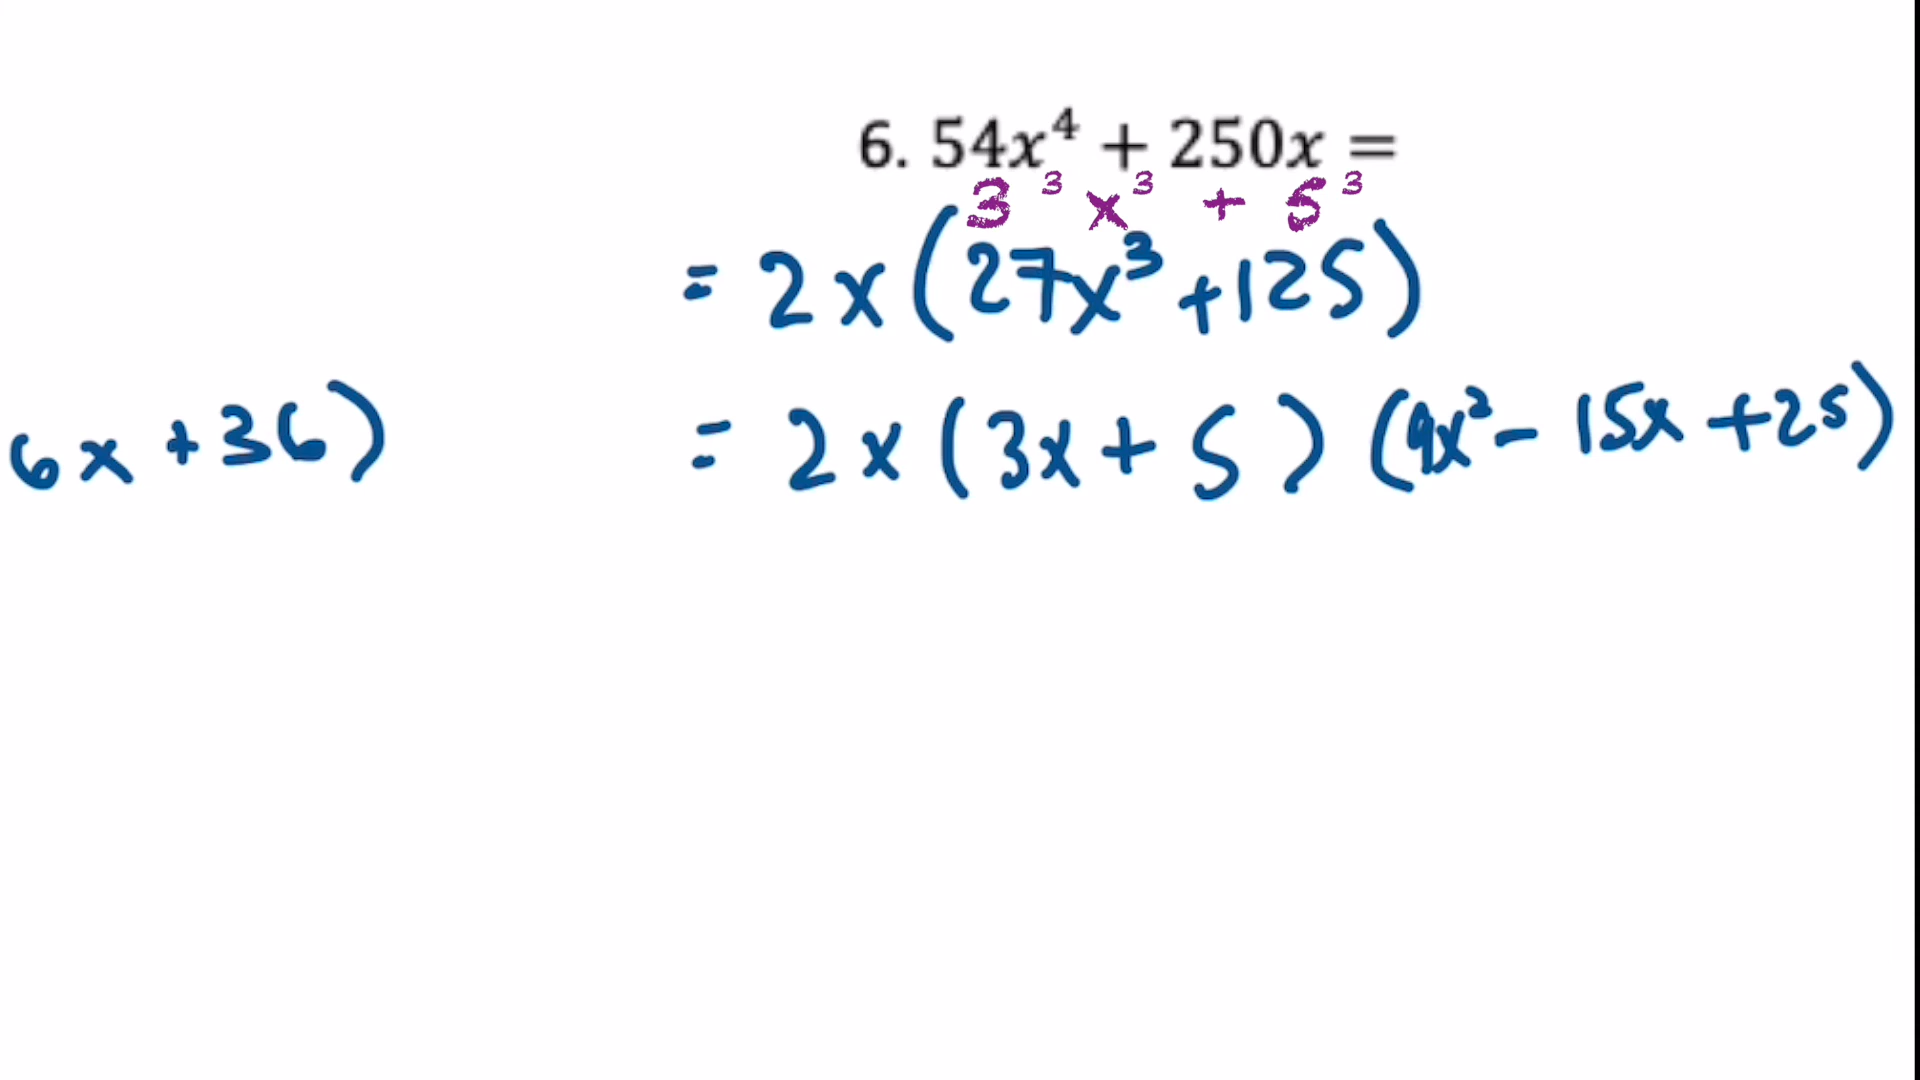 6. 54x⁴ + 250x =
3³ x³ + 5³
= 2x(27x³+125)
6x+36)
= 2x(3x+5)(9x²-15x+25)